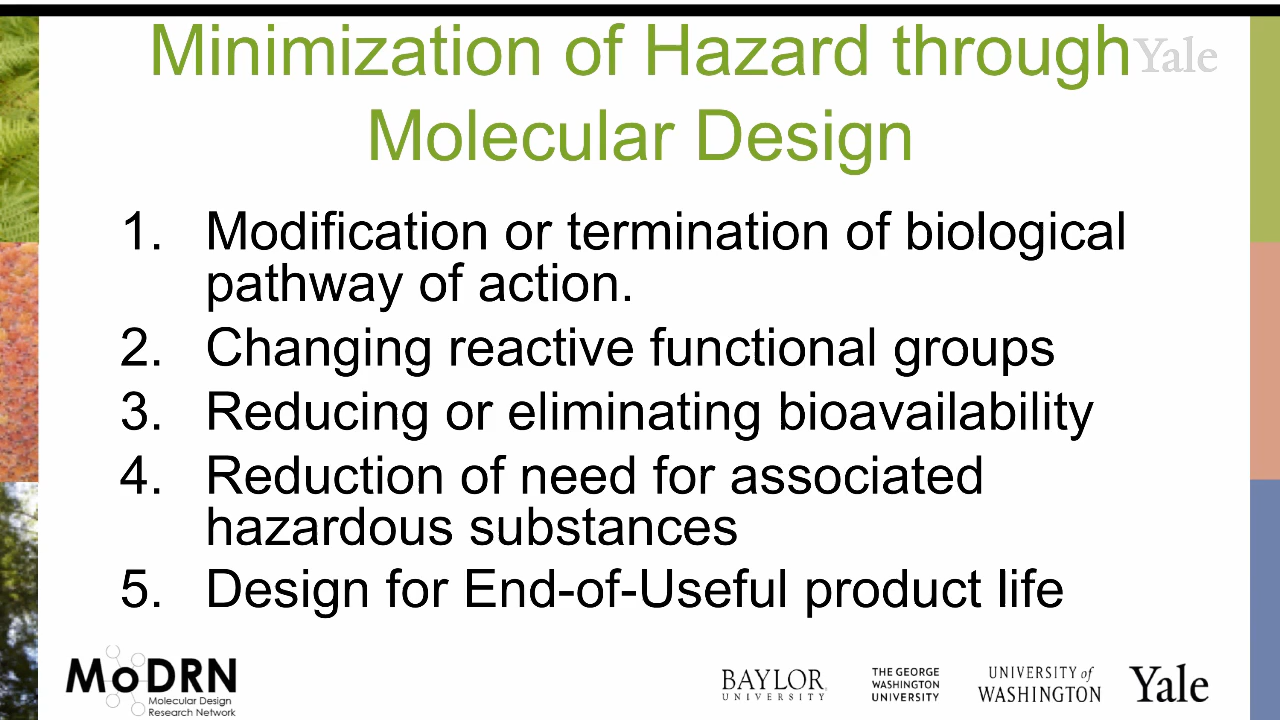 Minimization of Hazard through
Yale
Molecular Design
1. Modification or termination of biological
pathway of action.
2. Changing reactive functional groups
3. Reducing or eliminating bioavailability
4. Reduction of need for associated
hazardous substances
5. Design for End-of-Useful product life
MoDRN
Molecular Design
Research Network
BAYLOR
UNIVERSITY
THE GEORGE
WASHINGTON
UNIVERSITY
UNIVERSITY of
WASHINGTON
Yale